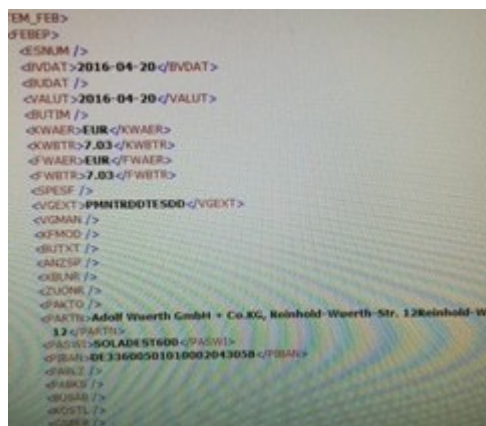 TEM_FEB>
<FEBEP>
<ESNUM />
<BVDAT>2016-04-20</BVDAT>
<BUDAT />
<VALUT>2016-04-20</VALUT>
<BUTIM />
<KWAER>EUR</KWAER>
<KWBTR>7.03</KWBTR>
<FWAER>EUR</FWAER>
<FWBTR>7.03</FWBTR>
<SPESF />
<VGEXT>PMNTRDDTESDD</VGEXT>
<VGMAN />
<KFMOD />
<BUTXT />
<ANZSP />
<XBLNR />
<ZUONR />
<PAKTO />
<PARTN>Adolf Wuerth GmbH + Co.KG, Reinhold-Wuerth-Str. 12Reinhold-W
12</PARTN>
<PASWI>SOLADEST600</PASWI>
<PIBAN>DE33600501010002043058</PIBAN>
<PABLZ />
<PABKS />
<BUSAB />
<KOSTL />
<GSBER />